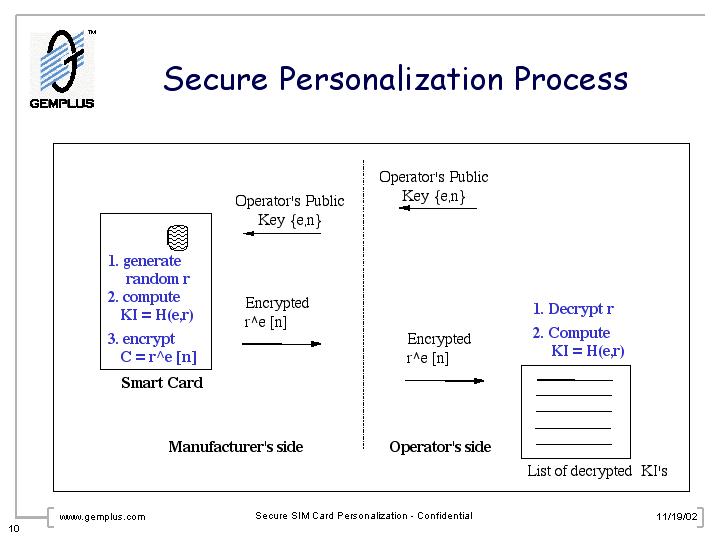 TM
GEMPLUS
Secure Personalization Process
Operator's Public
Key {e,n}
Operator's Public
Key {e,n}
1. generate
random r
2. compute
KI = H(e,r)
3. encrypt
C = r^e [n]
Smart Card
Encrypted
r^e [n]
Encrypted
r^e [n]
1. Decrypt r
2. Compute
KI = H(e,r)
Manufacturer's side
Operator's side
List of decrypted KI's
www.gemplus.com
Secure SIM Card Personalization - Confidential
11/19/02
10